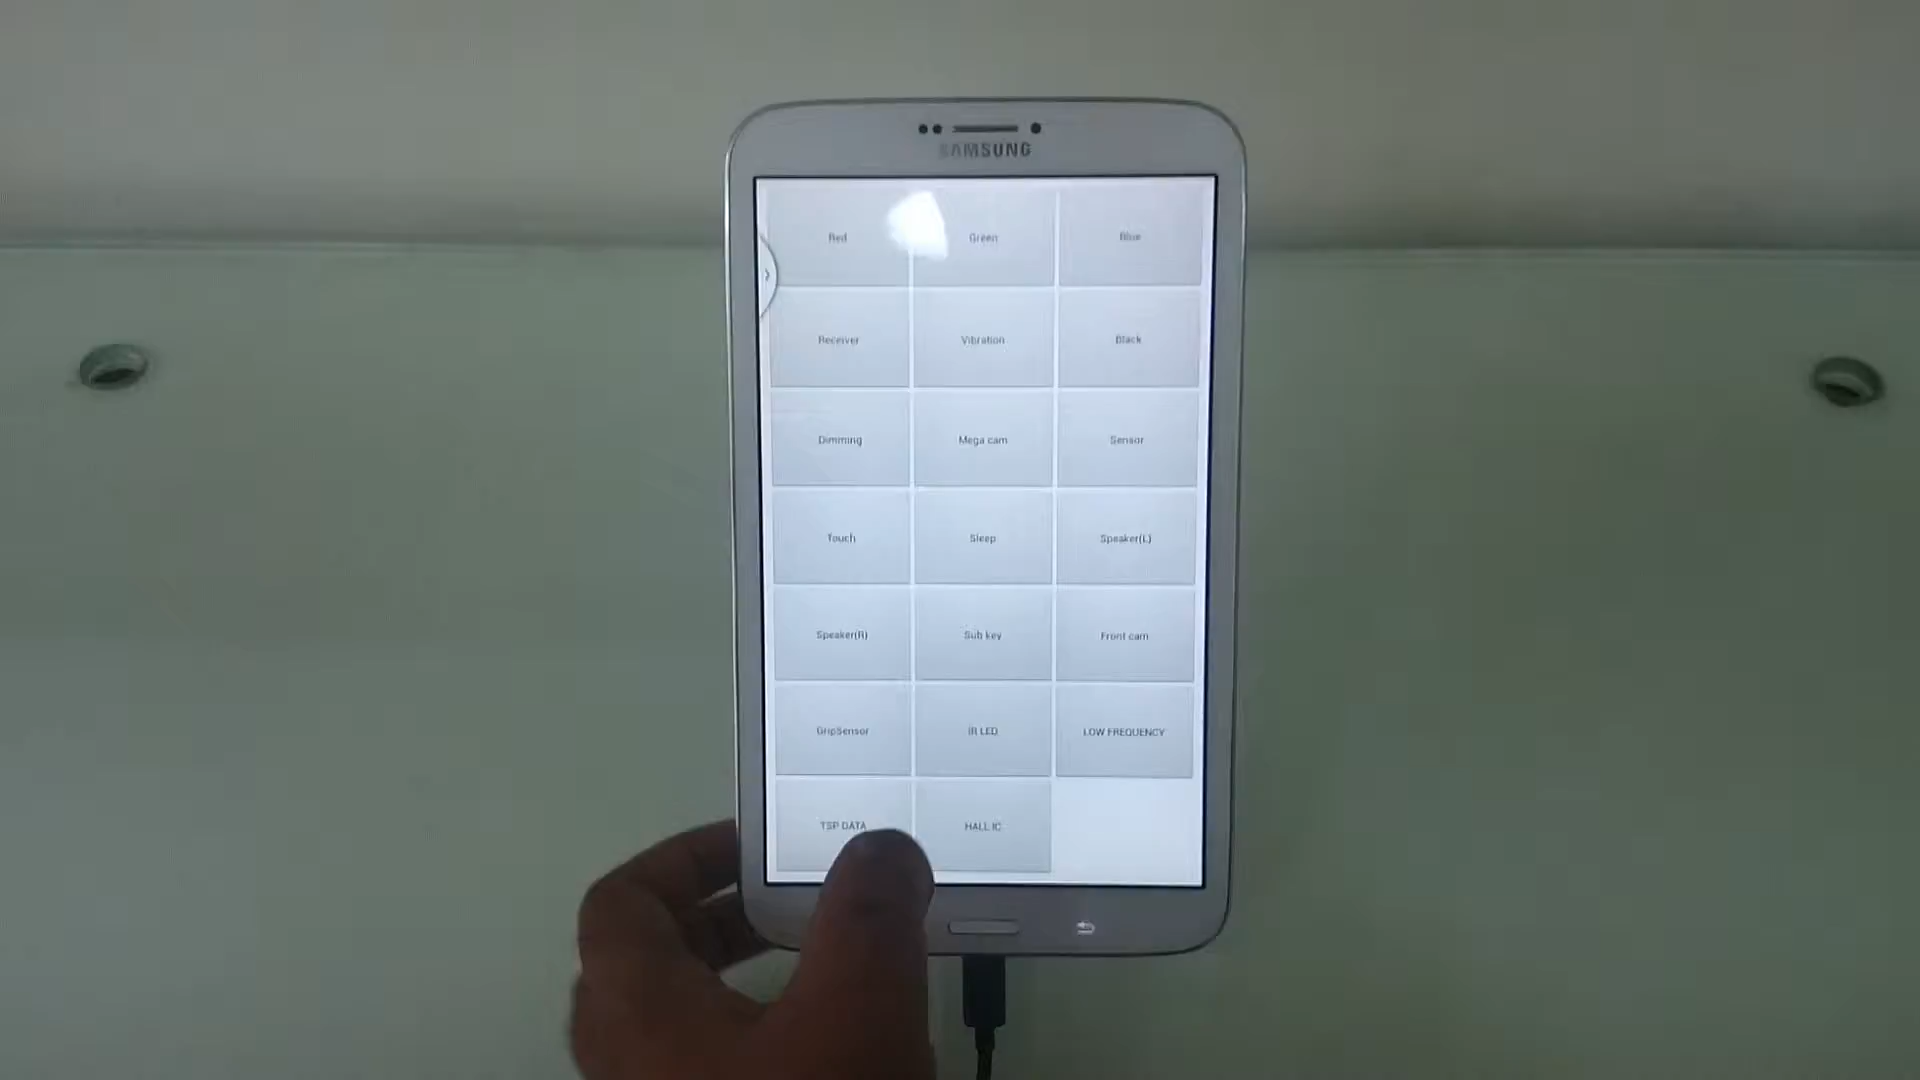 SAMSUNG
Red Green Blue
Receiver Vibration Black
Dimming Mega cam Sensor
Touch Sleep Speaker(L)
Speaker(R) Sub key Front cam
GripSensor IR LED LOW FREQUENCY
TSP DATA HALL IC